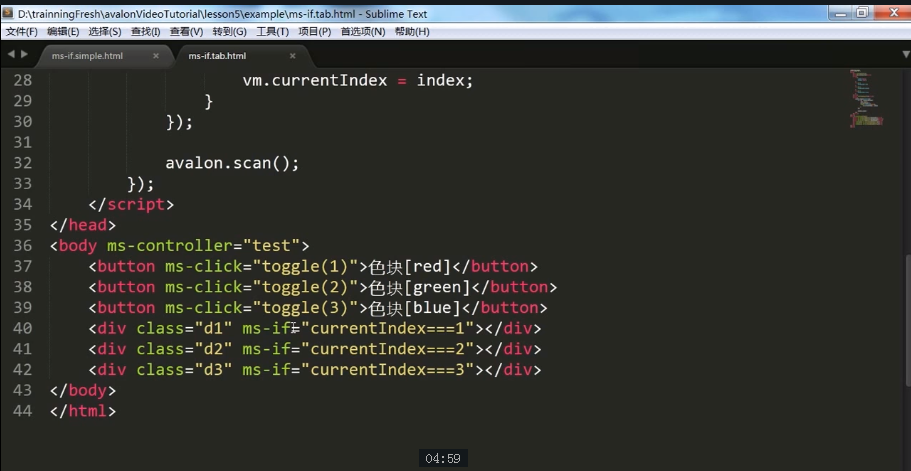 D:\trainningFresh\avalonVideoTutorial\lesson5\example\ms-if.tab.html - Sublime Text
文件(F) 编辑(E) 选择(S) 查找(I) 查看(V) 转到(G) 工具(T) 项目(P) 首选项(N) 帮助(H)
ms-if.simple.html × ms-if.tab.html ×
28 vm.currentIndex = index;
29 }
30 });
31
32 avalon.scan();
33 });
34 </script>
35 </head>
36 <body ms-controller="test">
37 <button ms-click="toggle(1)">色块[red]</button>
38 <button ms-click="toggle(2)">色块[green]</button>
39 <button ms-click="toggle(3)">色块[blue]</button>
40 <div class="d1" ms-if="currentIndex===1"></div>
41 <div class="d2" ms-if="currentIndex===2"></div>
42 <div class="d3" ms-if="currentIndex===3"></div>
43 </body>
44 </html>
04:59